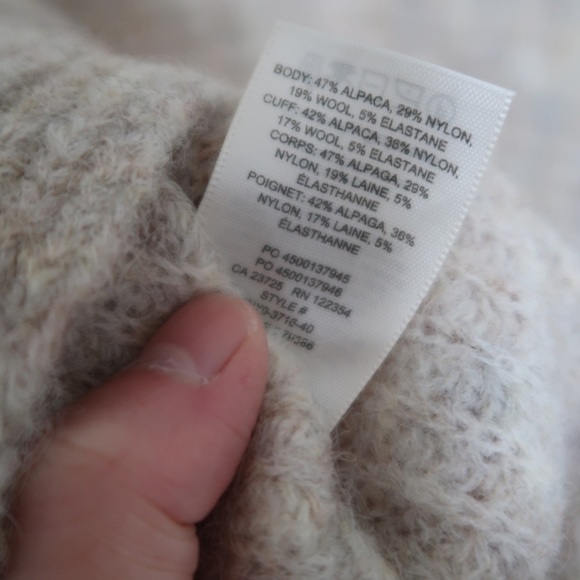 BODY: 47% ALPACA, 29% NYLON,
19% WOOL, 5% ELASTANE
CUFF: 42% ALPACA, 36% NYLON,
17% WOOL, 5% ELASTANE
CORPS: 47% ALPAGA, 29%
NYLON, 19% LAINE, 5%
ÉLASTHANNE
POIGNET: 42% ALPAGA, 36%
NYLON, 17% LAINE, 5%
ÉLASTHANNE
PO 4500137945
PO 4500137946
CA 23725 RN 122354
STYLE #
-3716-40